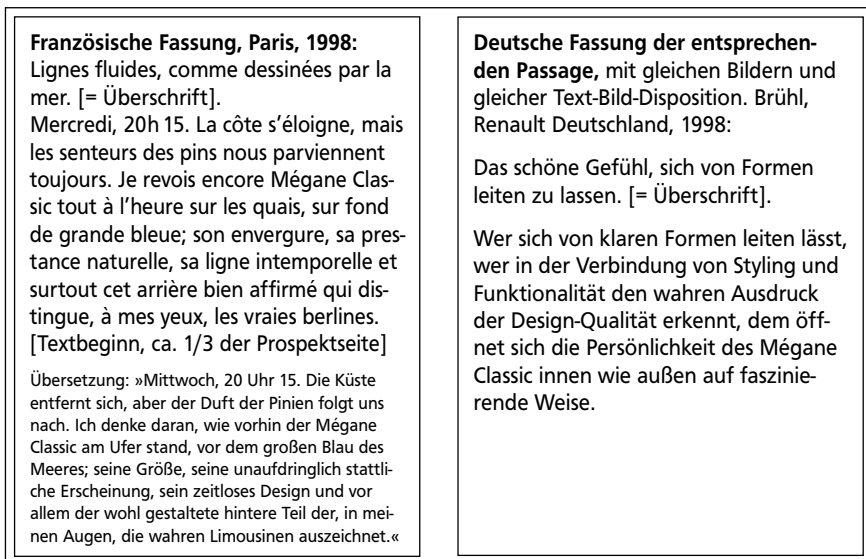 Französische Fassung, Paris, 1998:
Lignes fluides, comme dessinées par la
mer. [= Überschrift].
Mercredi, 20h 15. La côte s’éloigne, mais
les senteurs des pins nous parviennent
toujours. Je revois encore Mégane Clas-
sic tout à l’heure sur les quais, sur fond
de grande bleue; son envergure, sa pres-
tance naturelle, sa ligne intemporelle et
surtout cet arrière bien affirmé qui dis-
tingue, à mes yeux, les vraies berlines.
[Textbeginn, ca. 1/3 der Prospektseite]
Übersetzung: »Mittwoch, 20 Uhr 15. Die Küste
entfernt sich, aber der Duft der Pinien folgt uns
nach. Ich denke daran, wie vorhin der Mégane
Classic am Ufer stand, vor dem großen Blau des
Meeres; seine Größe, seine unaufdringlich stattli-
che Erscheinung, sein zeitloses Design und vor
allem der wohl gestaltete hintere Teil der, in mei-
nen Augen, die wahren Limousinen auszeichnet.«
Deutsche Fassung der entsprechen-
den Passage, mit gleichen Bildern und
gleicher Text-Bild-Disposition. Brühl,
Renault Deutschland, 1998:
Das schöne Gefühl, sich von Formen
leiten zu lassen. [= Überschrift].
Wer sich von klaren Formen leiten lässt,
wer in der Verbindung von Styling und
Funktionalität den wahren Ausdruck
der Design-Qualität erkennt, dem öff-
net sich die Persönlichkeit des Mégane
Classic innen wie außen auf faszinie-
rende Weise.